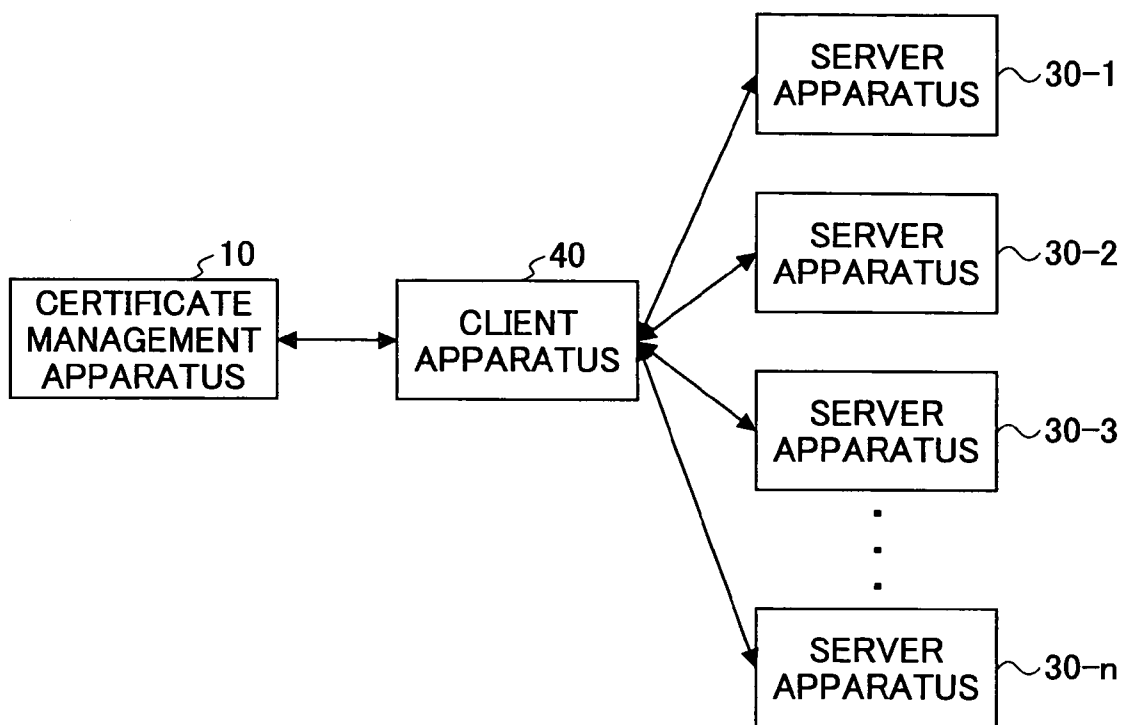 SERVER
APPARATUS
30-1
SERVER
APPARATUS
30-2
10
CERTIFICATE
MANAGEMENT
APPARATUS
40
CLIENT
APPARATUS
SERVER
APPARATUS
30-3
SERVER
APPARATUS
30-n